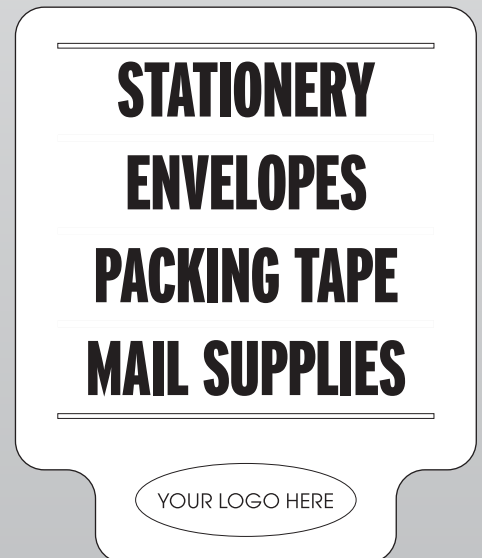 STATIONERY
ENVELOPES
PACKING TAPE
MAIL SUPPLIES
YOUR LOGO HERE